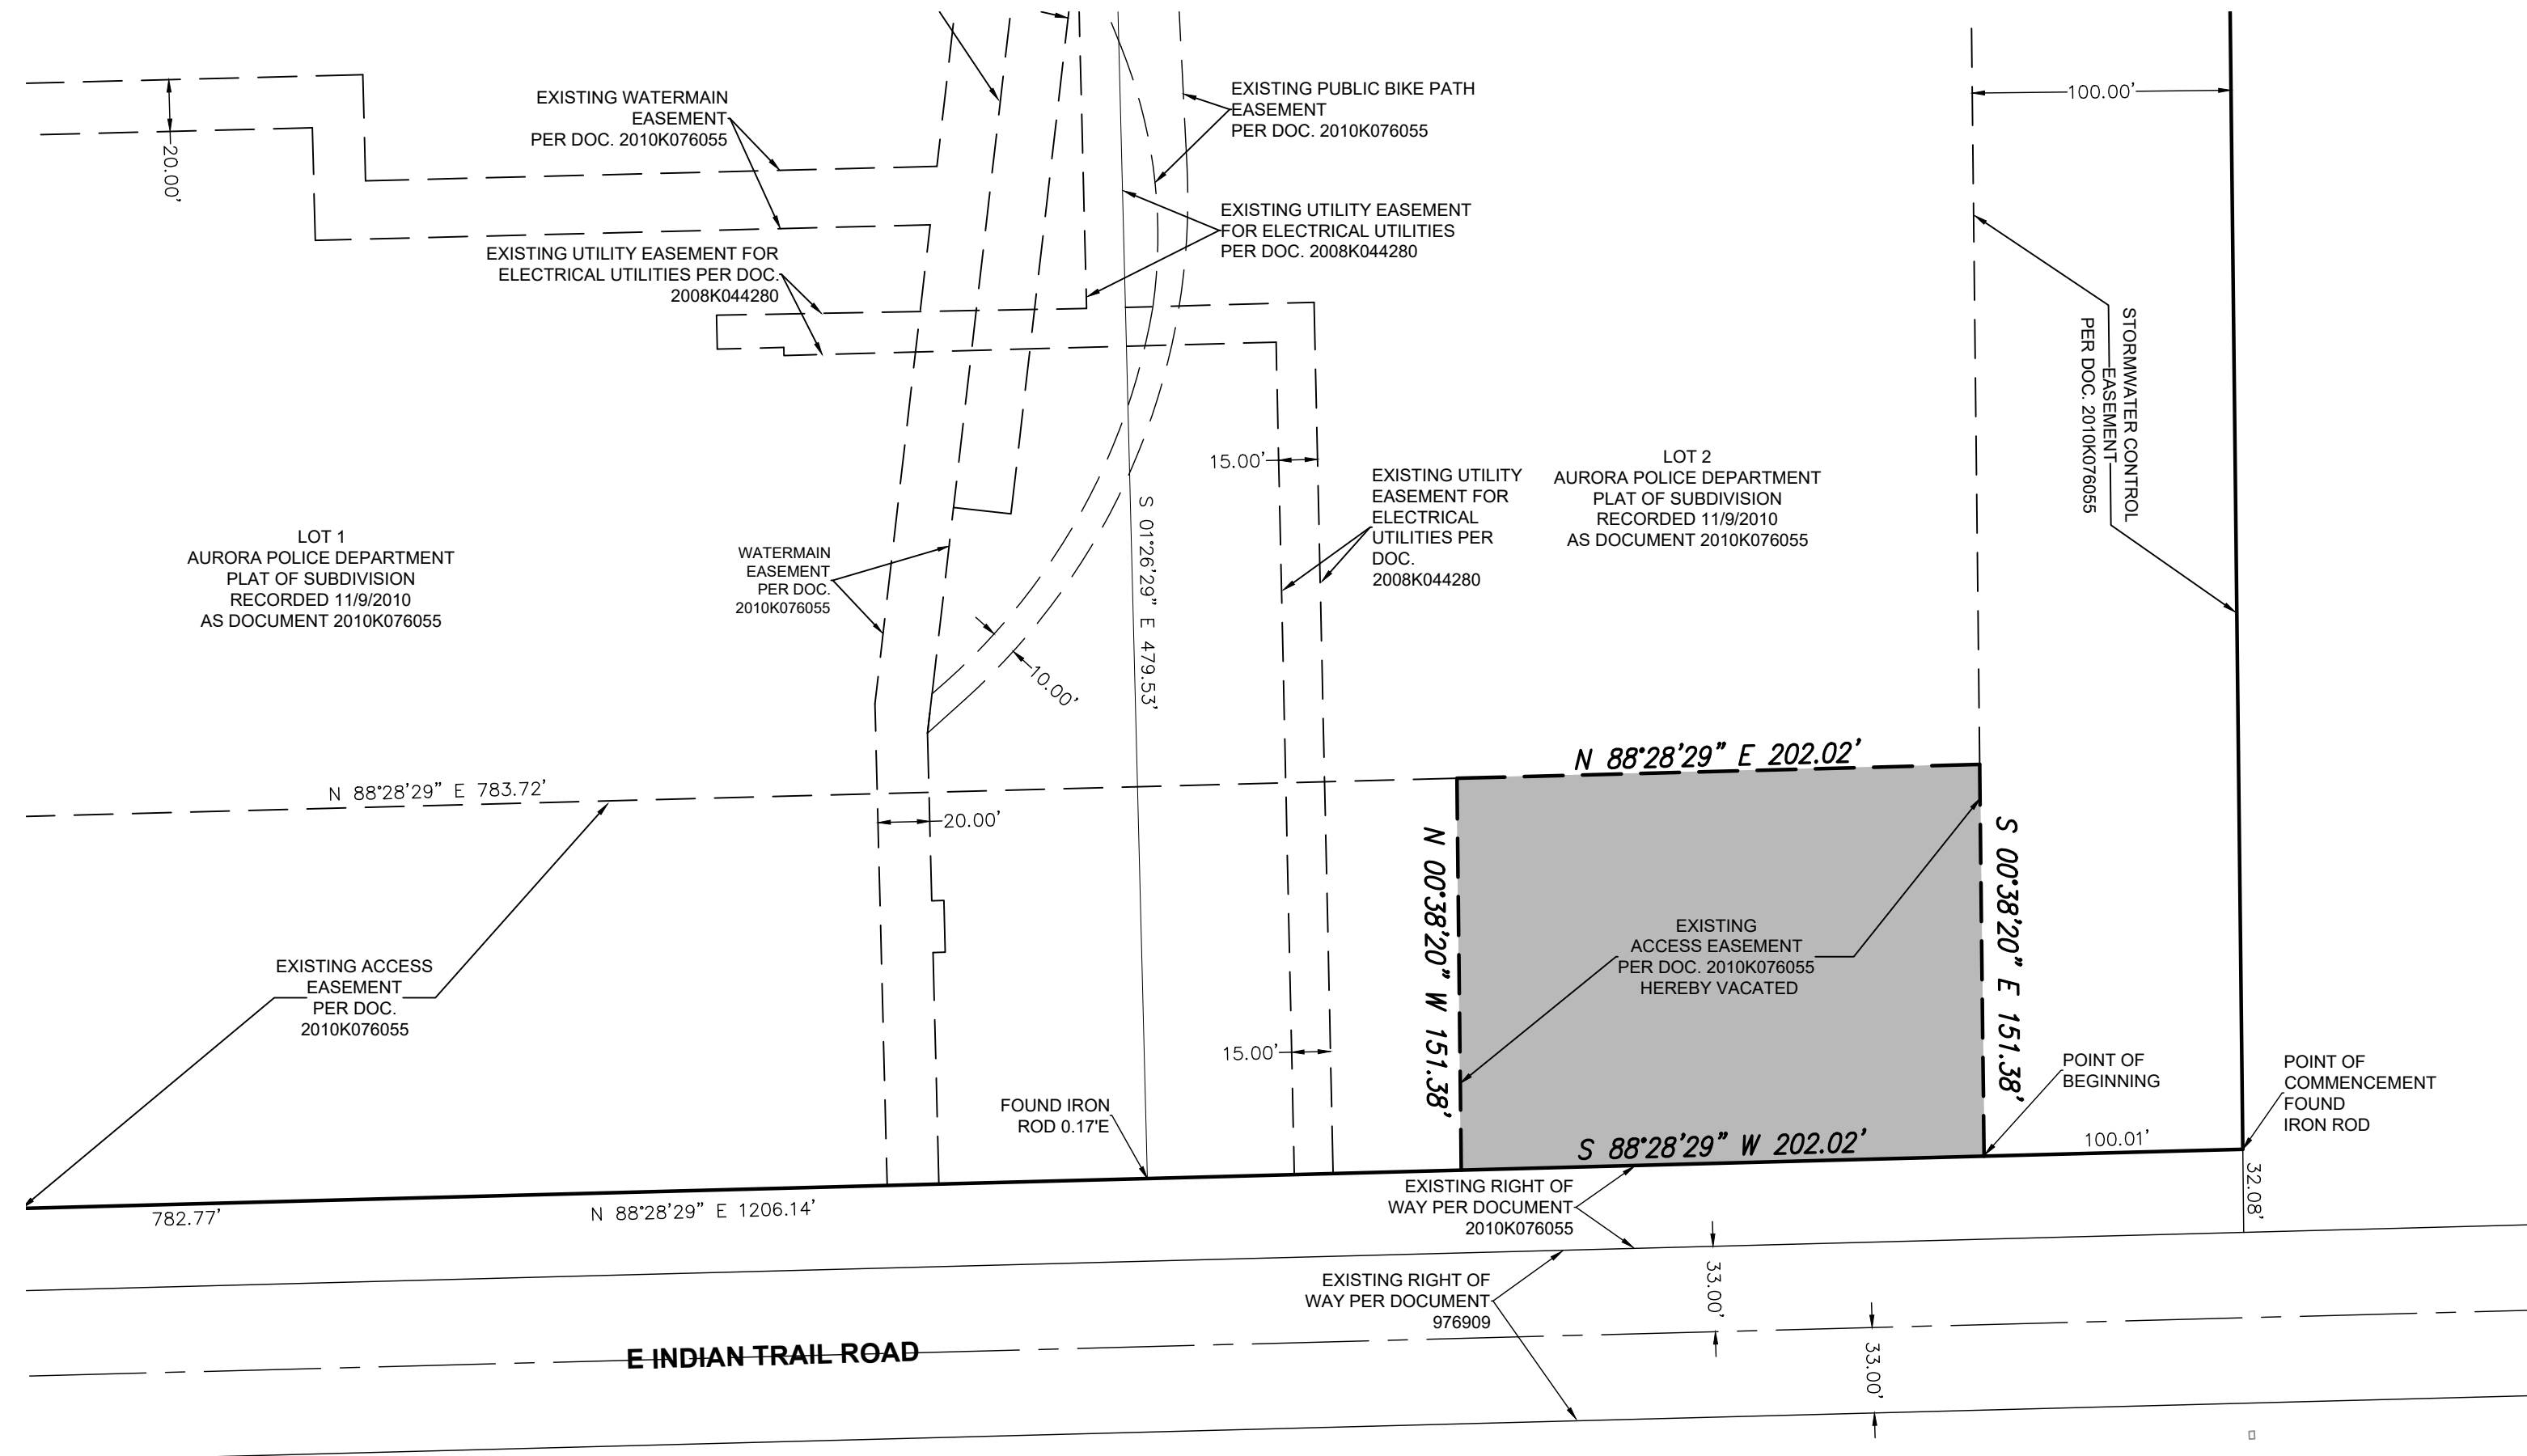 EXISTING WATERMAIN
EASEMENT
PER DOC. 2010K076055
EXISTING PUBLIC BIKE PATH
EASEMENT
PER DOC. 2010K076055
100.00’
20.00’
EXISTING UTILITY EASEMENT
FOR ELECTRICAL UTILITIES
PER DOC. 2008K044280
EXISTING UTILITY EASEMENT FOR
ELECTRICAL UTILITIES PER DOC.
2008K044280
STORMWATER CONTROL
EASEMENT
PER DOC. 2010K076055
15.00’
EXISTING UTILITY
EASEMENT FOR
ELECTRICAL
UTILITIES PER
DOC.
2008K044280
LOT 2
AURORA POLICE DEPARTMENT
PLAT OF SUBDIVISION
RECORDED 11/9/2010
AS DOCUMENT 2010K076055
LOT 1
AURORA POLICE DEPARTMENT
PLAT OF SUBDIVISION
RECORDED 11/9/2010
AS DOCUMENT 2010K076055
WATERMAIN
EASEMENT
PER DOC.
2010K076055
S 01°26’29” E 479.53’
10.00’
N 88°28’29” E 202.02’
N 88°28’29” E 783.72’
20.00’
N 00°38’20” W 151.38’
S 00°38’20” E 151.38’
EXISTING
ACCESS EASEMENT
PER DOC. 2010K076055
HEREBY VACATED
EXISTING ACCESS
EASEMENT
PER DOC.
2010K076055
15.00’
POINT OF
BEGINNING
POINT OF
COMMENCEMENT
FOUND
IRON ROD
FOUND IRON
ROD 0.17'E
S 88°28’29” W 202.02’
100.01’
32.08’
782.77’
N 88°28’29” E 1206.14’
EXISTING RIGHT OF
WAY PER DOCUMENT
2010K076055
EXISTING RIGHT OF
WAY PER DOCUMENT
976909
33.00’
33.00’
E INDIAN TRAIL ROAD